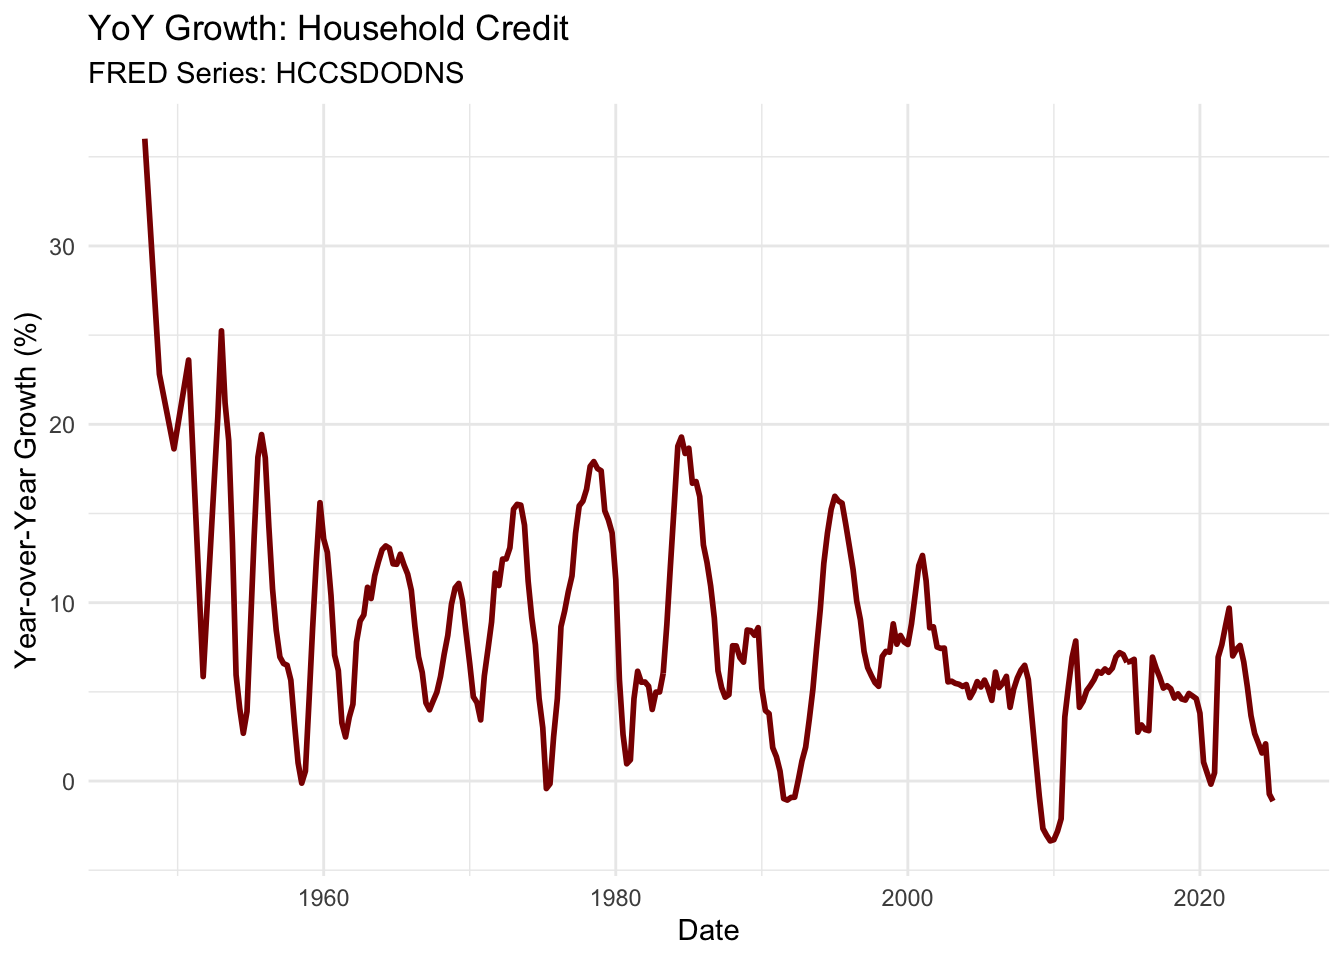 YoY Growth: Household Credit
FRED Series: HCCSDODNS
Year-over-Year Growth (%)
30
20
10
0
1960 1980 2000 2020
Date